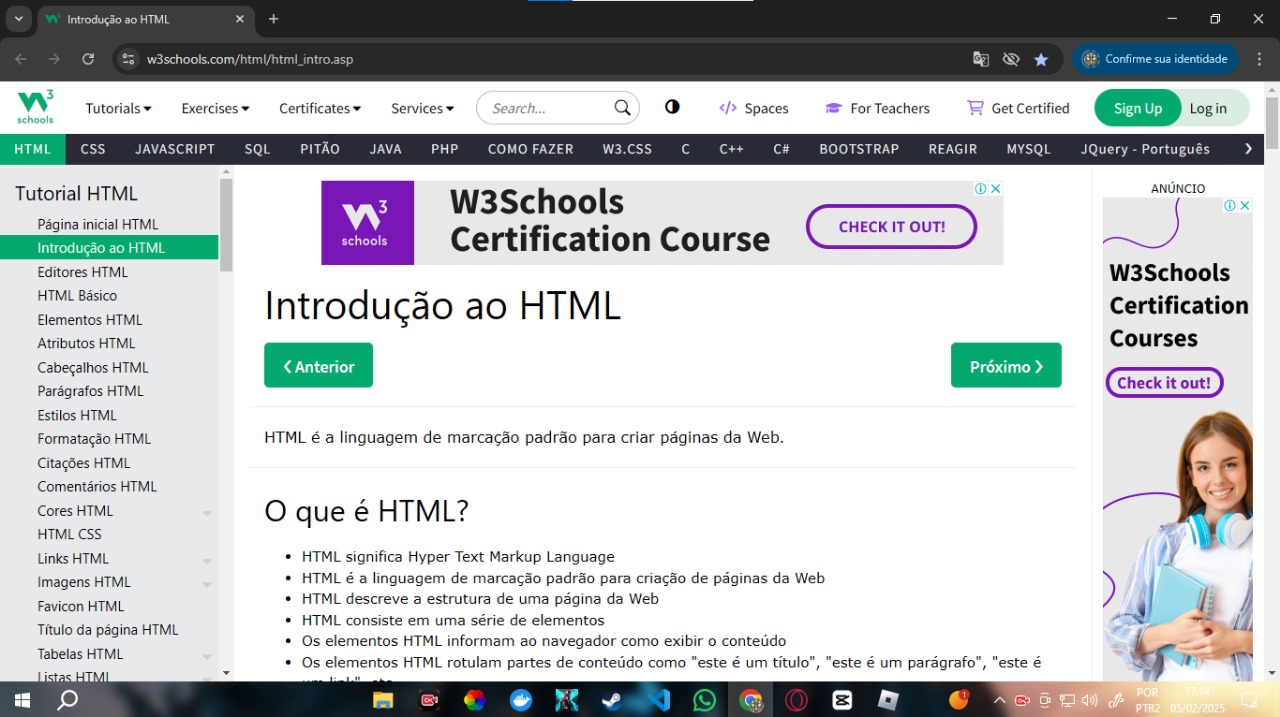 Introdução ao HTML
w3schools.com/html/html_intro.asp
Confirme sua identidade
3
schools
Tutorials
Exercises
Certificates
Services
Search...
Spaces
For Teachers
Get Certified
Sign Up
Log in
HTML CSS JAVASCRIPT SQL PITÃO JAVA PHP COMO FAZER W3.CSS C C++ C# BOOTSTRAP REAGIR MYSQL JQuery - Português
Tutorial HTML
Página inicial HTML
Introdução ao HTML
Editores HTML
HTML Básico
Elementos HTML
Atributos HTML
Cabeçalhos HTML
Parágrafos HTML
Estilos HTML
Formatação HTML
Citações HTML
Comentários HTML
Cores HTML
HTML CSS
Links HTML
Imagens HTML
Favicon HTML
Título da página HTML
Tabelas HTML
Listas HTML
3
schools
W3Schools
Certification Course
CHECK IT OUT!
Introdução ao HTML
❮ Anterior
Próximo ❯
HTML é a linguagem de marcação padrão para criar páginas da Web.
O que é HTML?
• HTML significa Hyper Text Markup Language
• HTML é a linguagem de marcação padrão para criação de páginas da Web
• HTML descreve a estrutura de uma página da Web
• HTML consiste em uma série de elementos
• Os elementos HTML informam ao navegador como exibir o conteúdo
• Os elementos HTML rotulam partes de conteúdo como "este é um título", "este é um parágrafo", "este é
um link", etc.
ANÚNCIO
W3Schools
Certification
Courses
Check it out!
1
POR
PTB2
17:14
05/02/2025